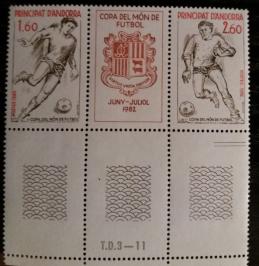 PRINCIPAT D'ANDORRA
1,60
COPA DEL MÓN DE FUTBOL
COPA DEL MÓN DE
FUTBOL
JUNY-JULIOL
1982
PRINCIPAT D'ANDORRA
2,60
COPA DEL MÓN DE FUTBOL
T.D.3-11